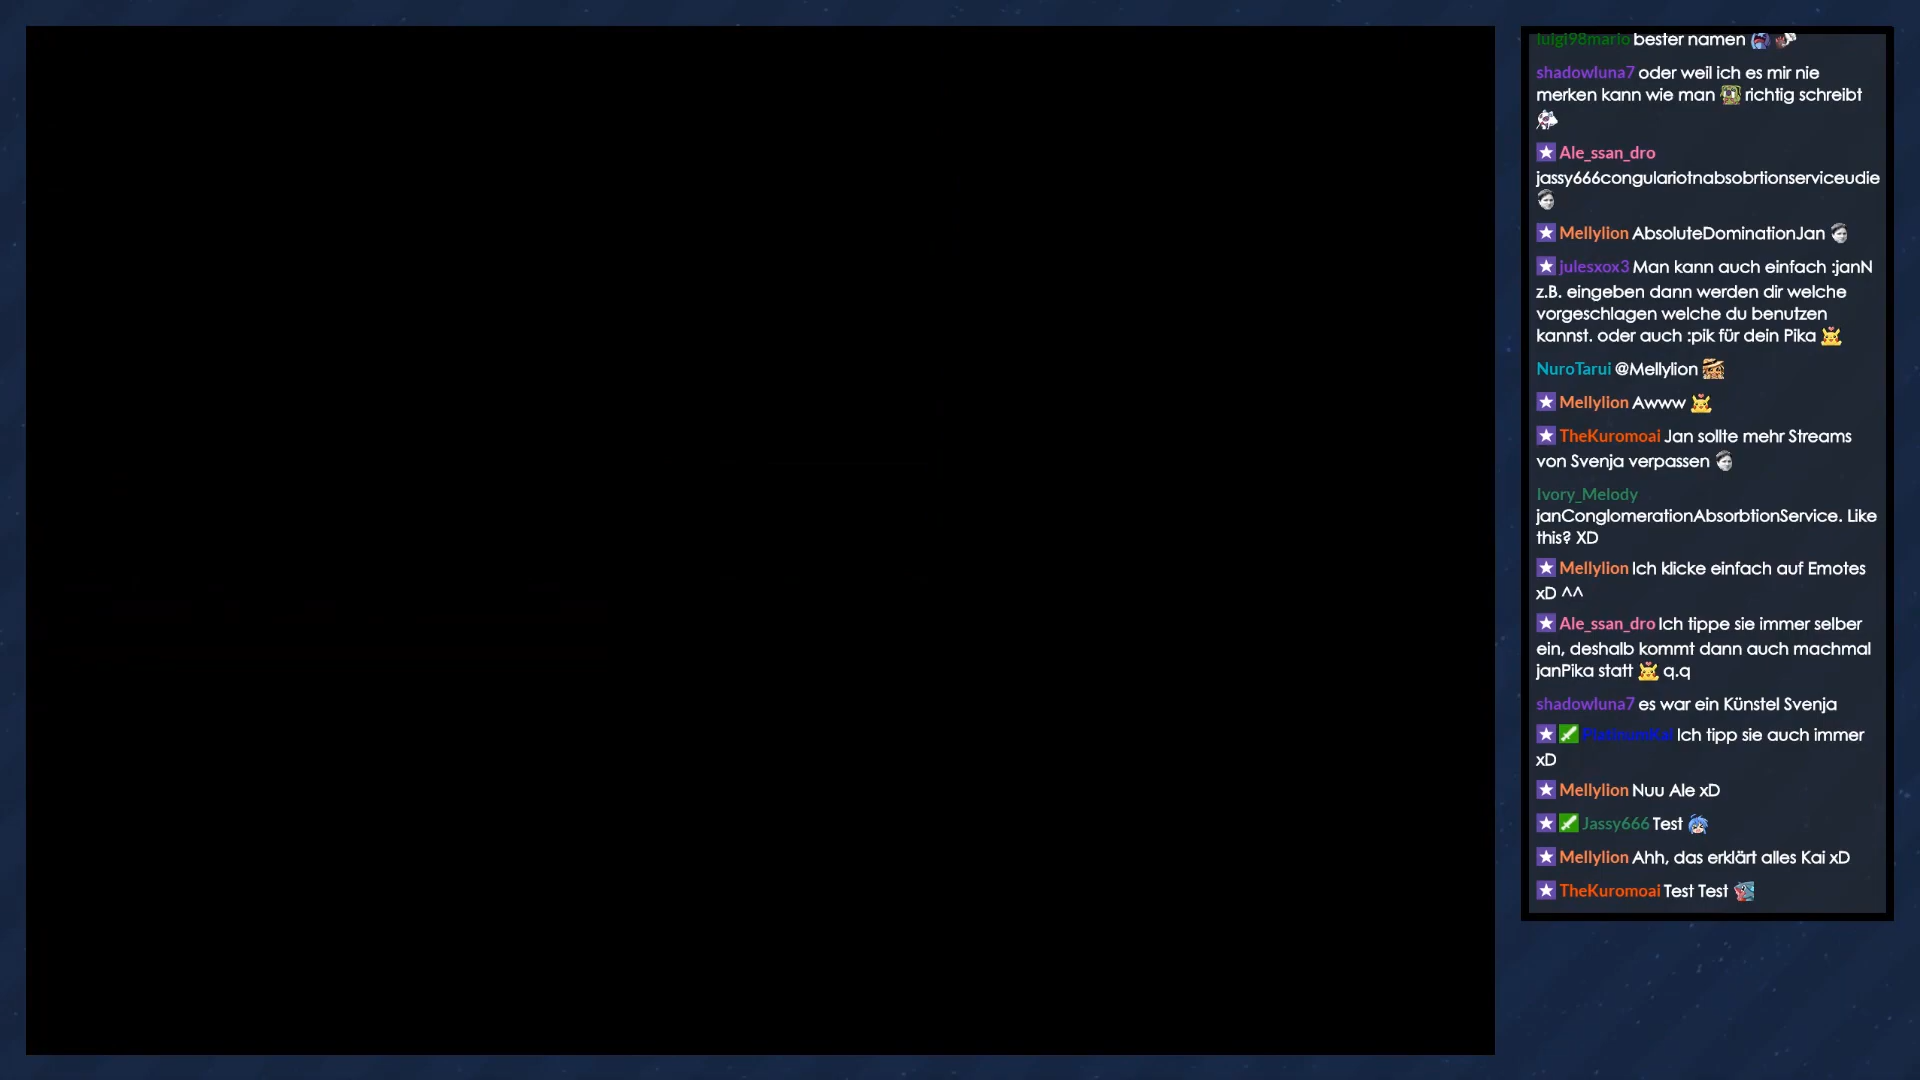 luigi98mario bester namen
shadowluna7 oder weil ich es mir nie
merken kann wie man richtig schreibt
Ale_ssan_dro
jassy666congulariotnabsobrtionserviceudie
Mellylion AbsoluteDominationJan
julesxox3 Man kann auch einfach :janN
z.B. eingeben dann werden dir welche
vorgeschlagen welche du benutzen
kannst. oder auch :pik für dein Pika
NuroTarui @Mellylion
Mellylion Awww
TheKuromoai Jan sollte mehr Streams
von Svenja verpassen
Ivory_Melody
janConglomerationAbsorbtionService. Like
this? XD
Mellylion Ich klicke einfach auf Emotes
xD ^^
Ale_ssan_dro Ich tippe sie immer selber
ein, deshalb kommt dann auch machmal
janPika statt q.q
shadowluna7 es war ein Künstel Svenja
PlatinumKai Ich tipp sie auch immer
xD
Mellylion Nuu Ale xD
Jassy666 Test
Mellylion Ahh, das erklärt alles Kai xD
TheKuromoai Test Test